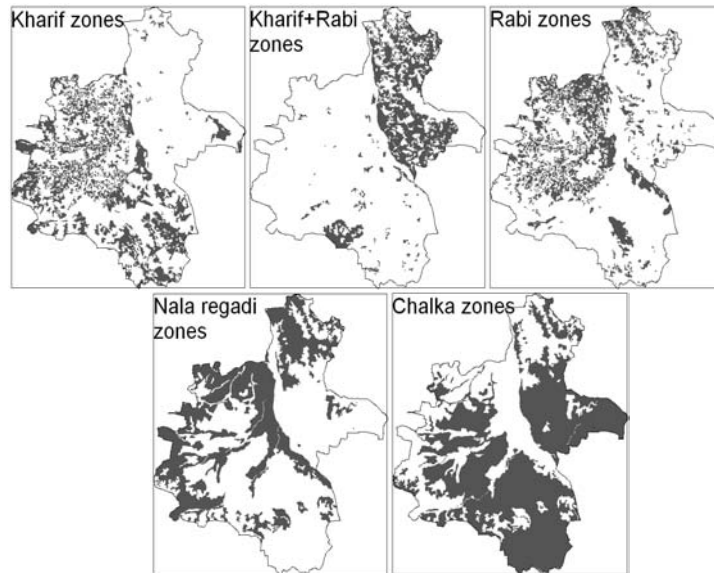 Kharif zones
Kharif+Rabi
zones
Rabi zones
Nala regadi
zones
Chalka zones